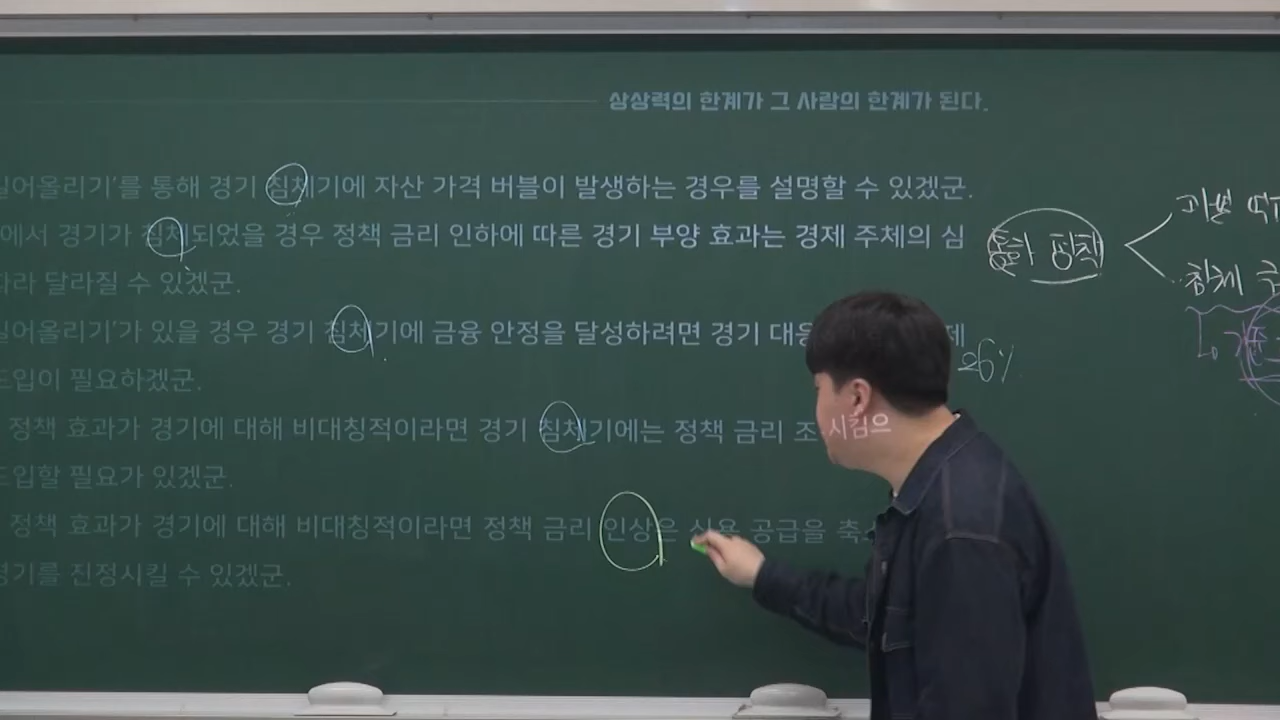 상상력의 한계가 그 사람의 한계가 된다.
밀어올리기'를 통해 경기 침체기에 자산 가격 버블이 발생하는 경우를 설명할 수 있겠군.
에서 경기가 침체되었을 경우 정책 금리 인하에 따른 경기 부양 효과는 경제 주체의 심
따라 달라질 수 있겠군.
밀어올리기'가 있을 경우 경기 침체기에 금융 안정을 달성하려면 경기 대응 제
도입이 필요하겠군.
정책 효과가 경기에 대해 비대칭적이라면 경기 침체기에는 정책 금리 조 시킴으
도입할 필요가 있겠군.
정책 효과가 경기에 대해 비대칭적이라면 정책 금리 인상은 신용 공급을 축소
경기를 진정시킬 수 있겠군.
침체
26%